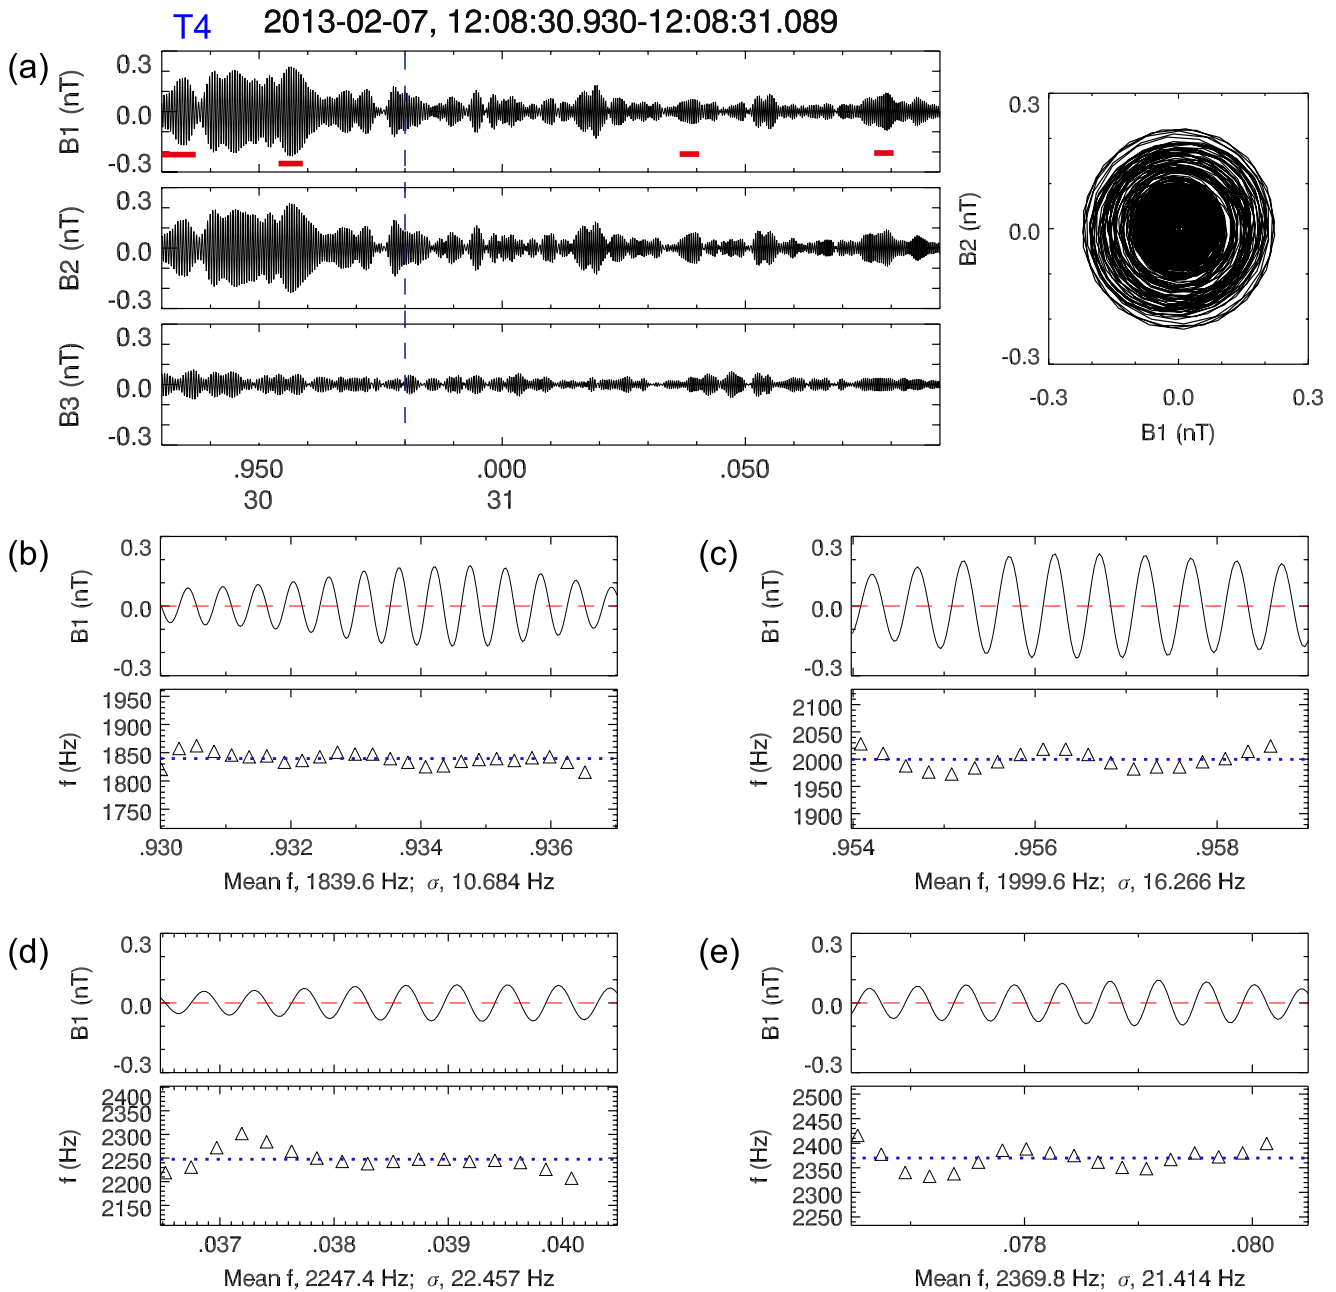 T4 2013-02-07, 12:08:30.930-12:08:31.089
(a)
B1 (nT)
0.3
0.0
-0.3
B2 (nT)
0.3
0.0
-0.3
B3 (nT)
0.3
0.0
-0.3
.950 .000 .050
30 31
B2 (nT)
0.3
0.0
-0.3
-0.3 0.0 0.3
B1 (nT)
(b)
B1 (nT)
0.3
0.0
-0.3
f (Hz)
1950
1900
1850
1800
1750
.930 .932 .934 .936
Mean f, 1839.6 Hz; σ, 10.684 Hz
(c)
B1 (nT)
0.3
0.0
-0.3
f (Hz)
2100
2050
2000
1950
1900
.954 .956 .958
Mean f, 1999.6 Hz; σ, 16.266 Hz
(d)
B1 (nT)
0.3
0.0
-0.3
f (Hz)
2400
2350
2300
2250
2200
2150
.037 .038 .039 .040
Mean f, 2247.4 Hz; σ, 22.457 Hz
(e)
B1 (nT)
0.3
0.0
-0.3
f (Hz)
2500
2450
2400
2350
2300
2250
.078 .080
Mean f, 2369.8 Hz; σ, 21.414 Hz